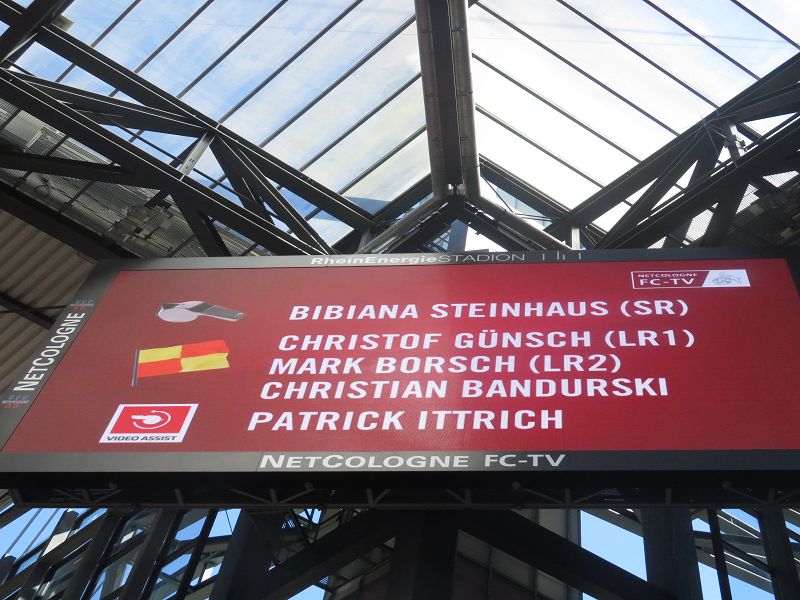 RheinEnergieSTADION
NETCOLOGNE
FC-TV
NETCOLOGNE
BIBIANA STEINHAUS (SR)
CHRISTOF GÜNSCH (LR1)
MARK BORSCH (LR2)
CHRISTIAN BANDURSKI
VIDEO ASSIST
PATRICK ITTRICH
NETCOLOGNE FC-TV